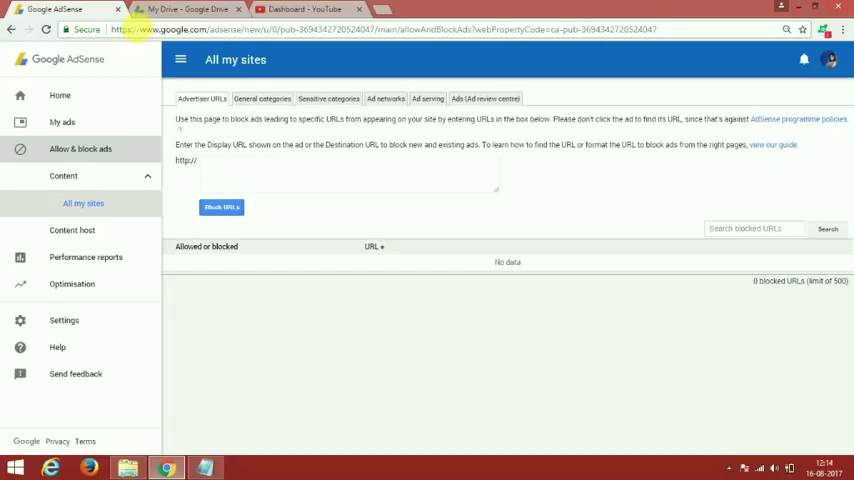 Google AdSense
My Drive - Google Drive
Dashboard - YouTube
Secure https://www.google.com/adsense/new/u/0/pub-3694342720524047/main/allowAndBlockAds?webPropertyCode=ca-pub-3694342720524047
Google AdSense
All my sites
Home
My ads
Allow & block ads
Content
All my sites
Content host
Performance reports
Optimisation
Settings
Help
Send feedback
Google Privacy Terms
Advertiser URLs General categories Sensitive categories Ad networks Ad serving Ads (Ad review centre)
Use this page to block ads leading to specific URLs from appearing on your site by entering URLs in the box below. Please don't click the ad to find its URL, since that's against AdSense programme policies.
?
Enter the Display URL shown on the ad or the Destination URL to block new and existing ads. To learn how to find the URL or format the URL to block ads from the right pages, view our guide.
http://
Block URLs
Search blocked URLs Search
Allowed or blocked URL
No data
0 blocked URLs (limit of 500)
12:14
16-08-2017